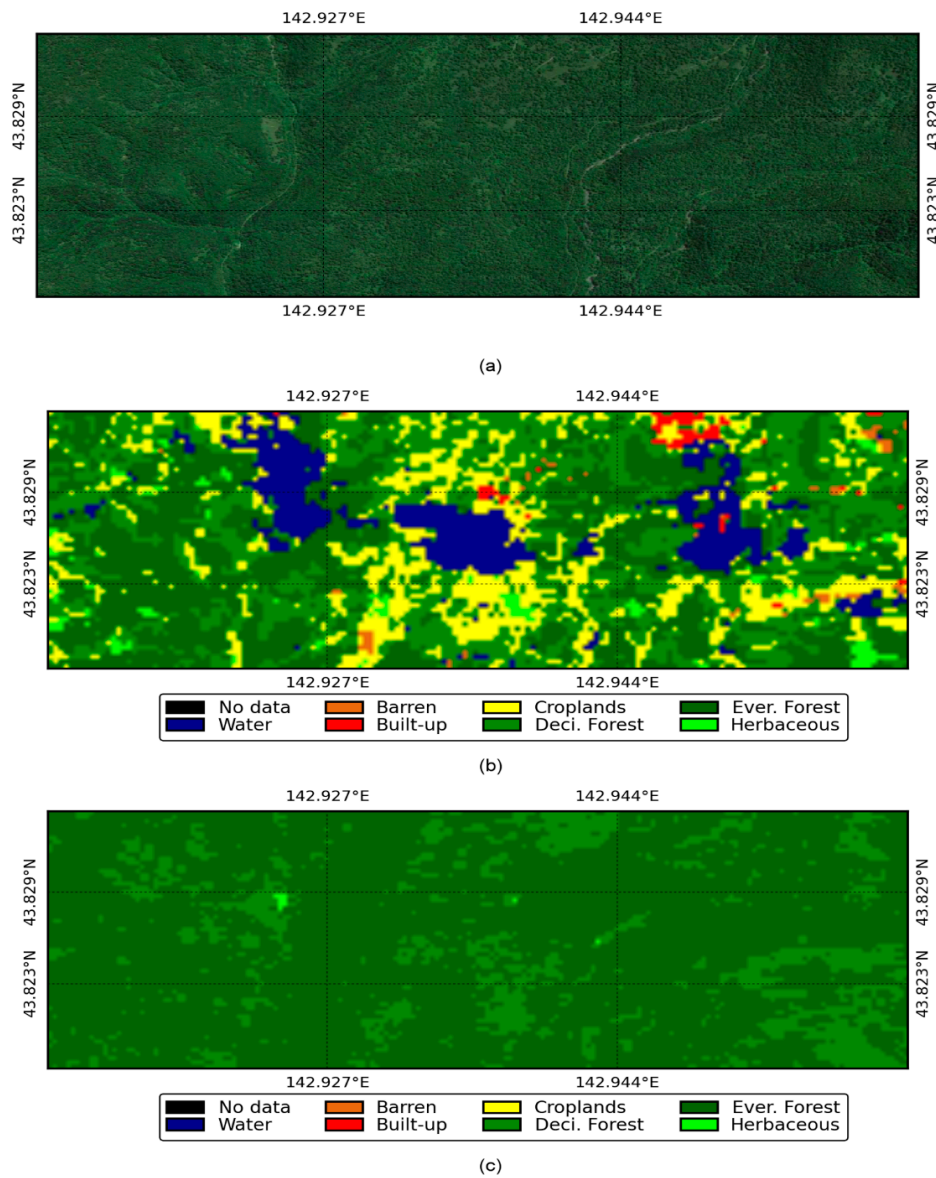 142.927°E 142.944°E
43.829°N 43.829°N
43.823°N 43.823°N
142.927°E 142.944°E
(a)
142.927°E 142.944°E
43.829°N 43.829°N
43.823°N 43.823°N
142.927°E 142.944°E
No data Barren Croplands Ever. Forest
Water Built-up Deci. Forest Herbaceous
(b)
142.927°E 142.944°E
43.829°N 43.829°N
43.823°N 43.823°N
142.927°E 142.944°E
No data Barren Croplands Ever. Forest
Water Built-up Deci. Forest Herbaceous
(c)